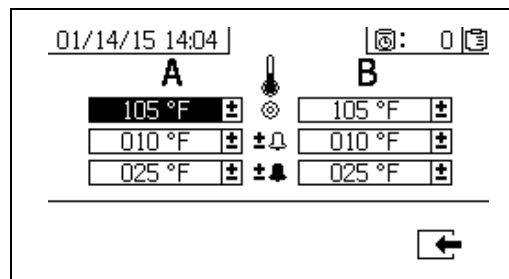 01/14/15 14:04 : 0
A B
105 °F ± 105 °F ±
010 °F ± ± 010 °F ±
025 °F ± ± 025 °F ±